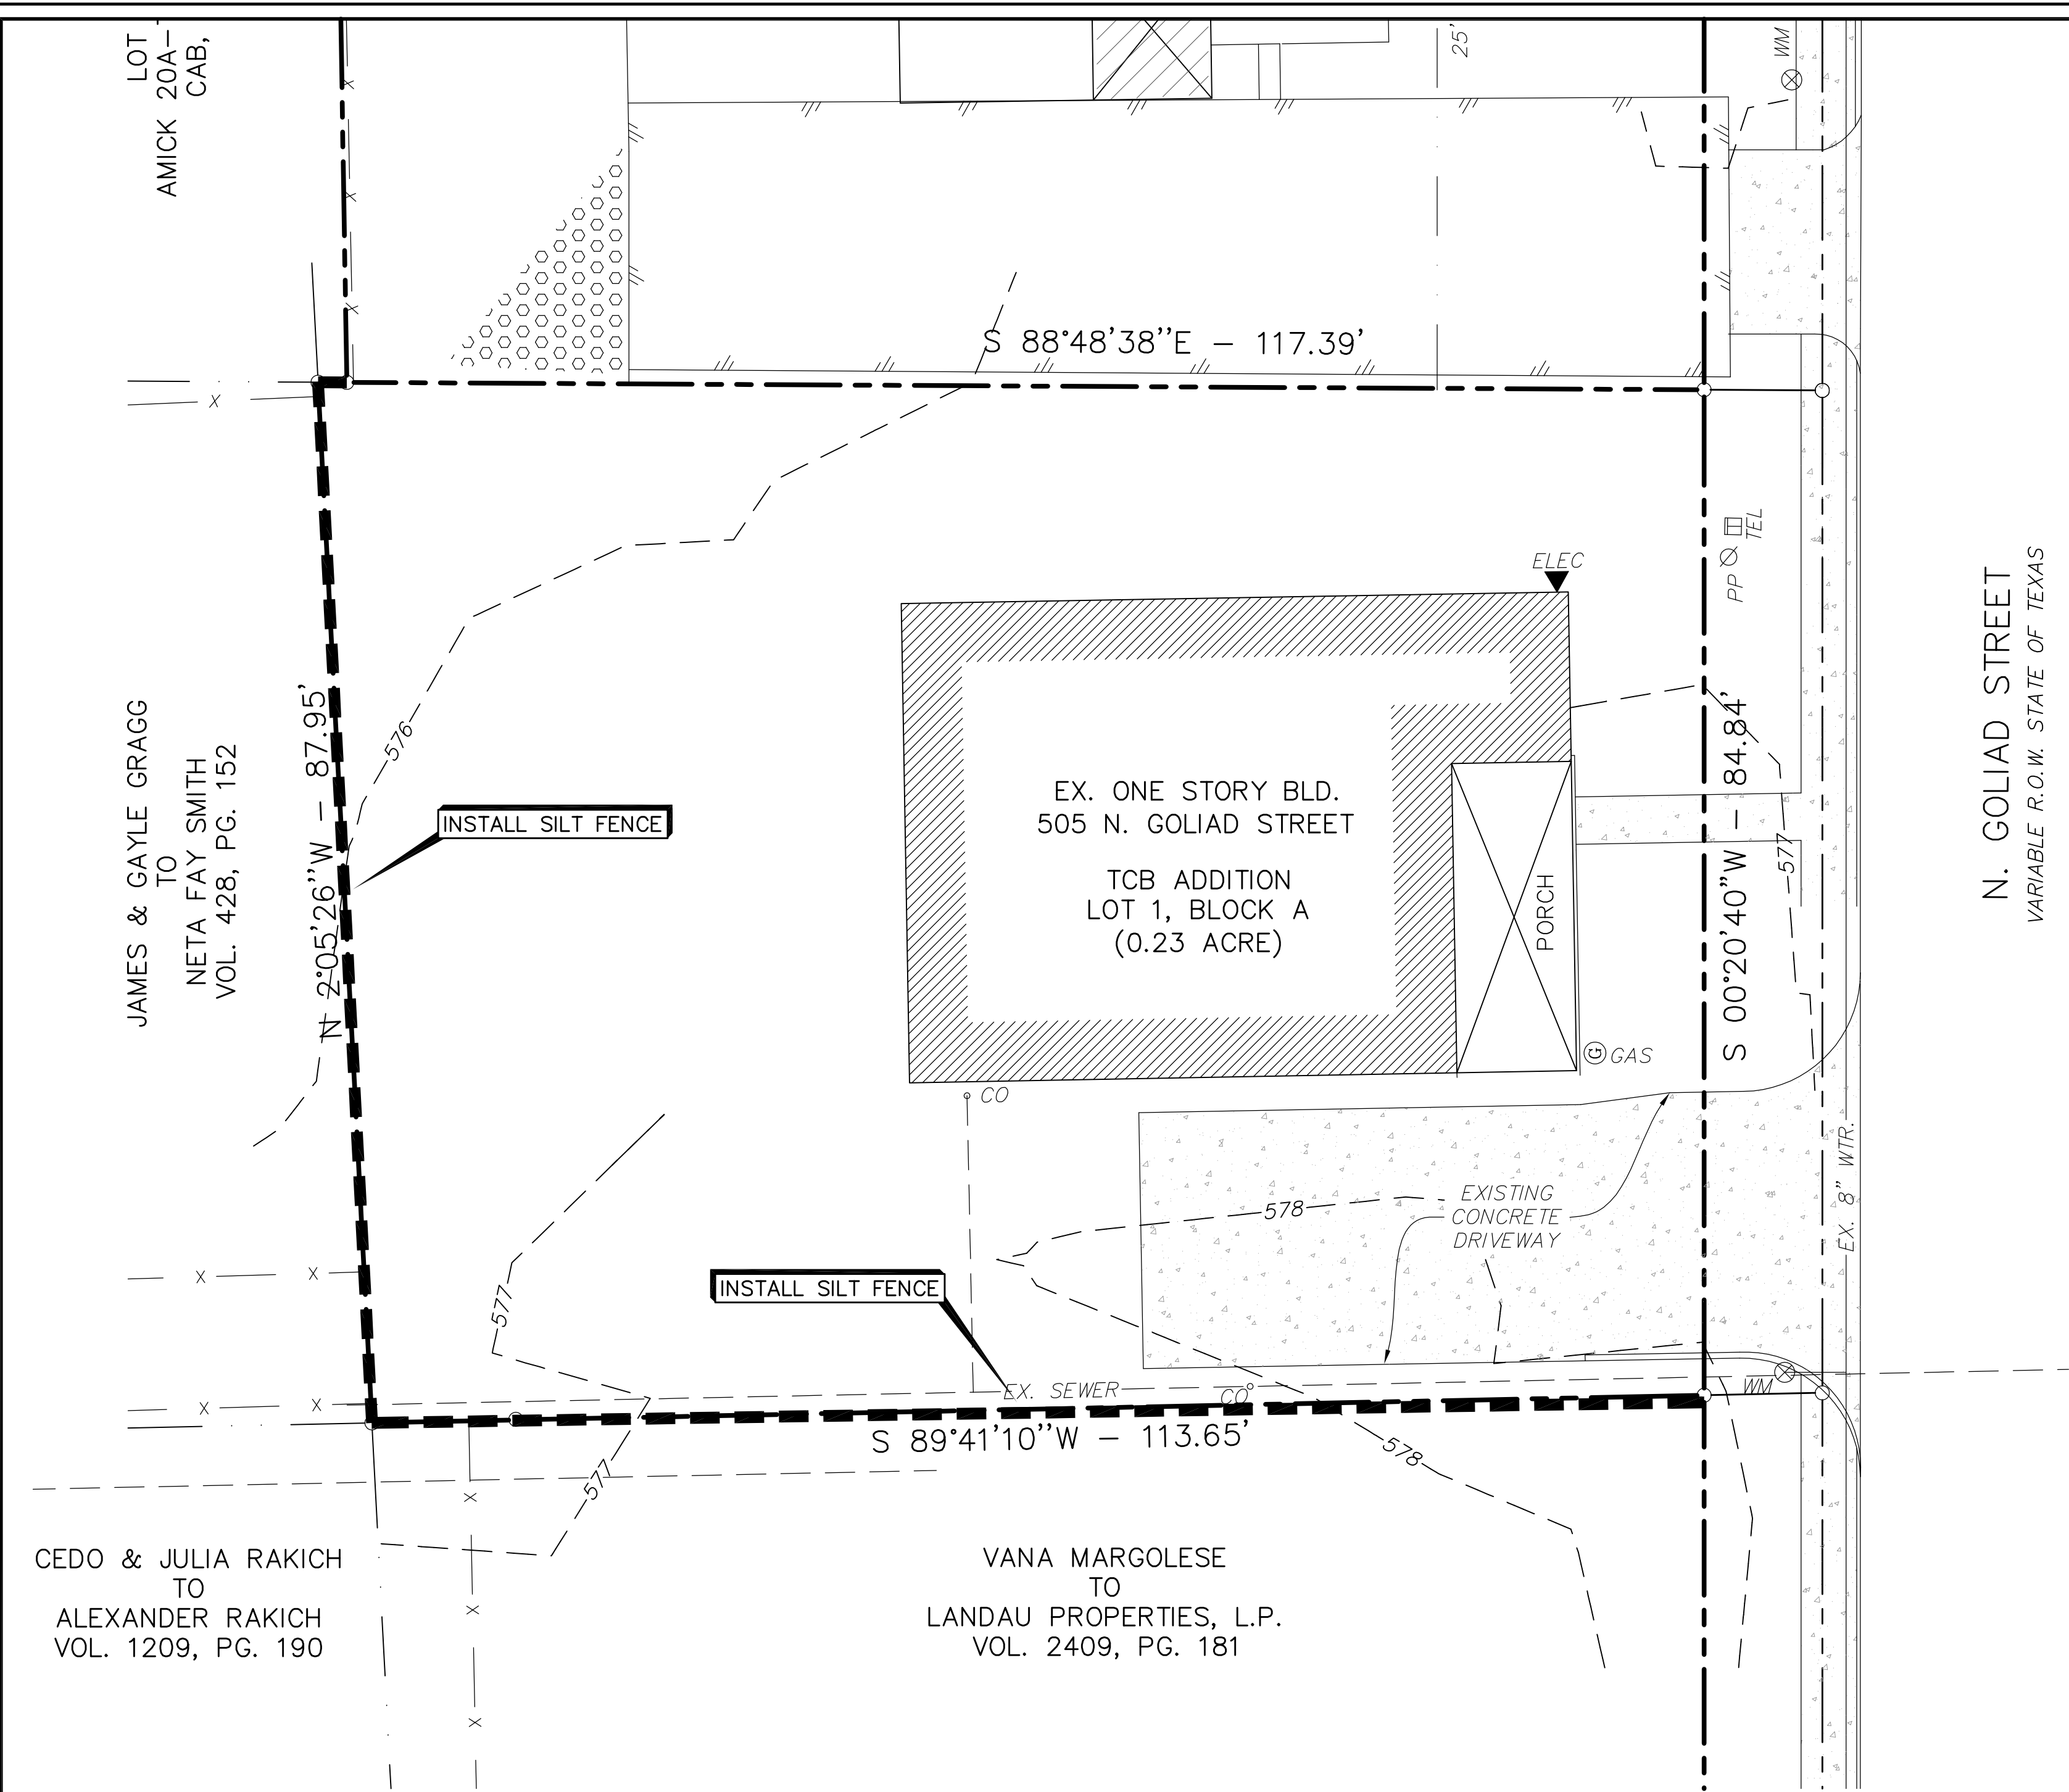 LOT
AMICK 20A-
CAB,
25'
WM
S 88°48'38''E - 117.39'
ELEC
TEL
PP
N. GOLIAD STREET
VARIABLE R.O.W. STATE OF TEXAS
JAMES & GAYLE GRAGG
TO
NETA FAY SMITH
VOL. 428, PG. 152
N 2°05'26''W - 87.95'
576
INSTALL SILT FENCE
EX. ONE STORY BLD.
505 N. GOLIAD STREET
TCB ADDITION
LOT 1, BLOCK A
(0.23 ACRE)
PORCH
S 00°20'40"W - 84.84'
577
G GAS
CO
EXISTING
CONCRETE
DRIVEWAY
578
EX. 8" WTR.
577
INSTALL SILT FENCE
EX. SEWER
CO
WM
S 89°41'10''W - 113.65'
577
578
CEDO & JULIA RAKICH
TO
ALEXANDER RAKICH
VOL. 1209, PG. 190
VANA MARGOLESE
TO
LANDAU PROPERTIES, L.P.
VOL. 2409, PG. 181
X
X
X
X
X
X
X
X
X
X
X